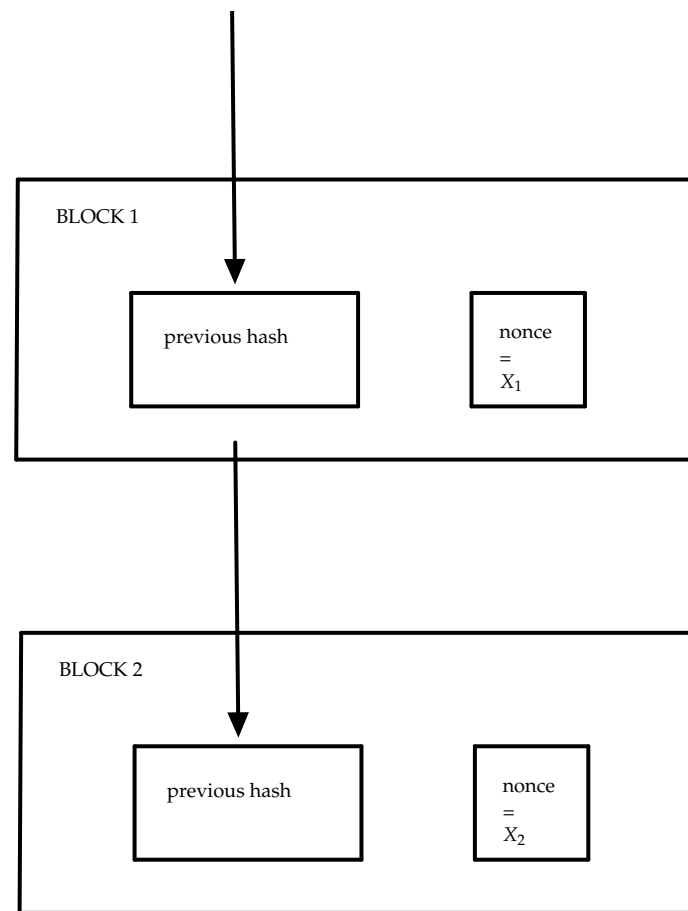 BLOCK 1
previous hash
nonce
=
X₁
BLOCK 2
previous hash
nonce
=
X₂